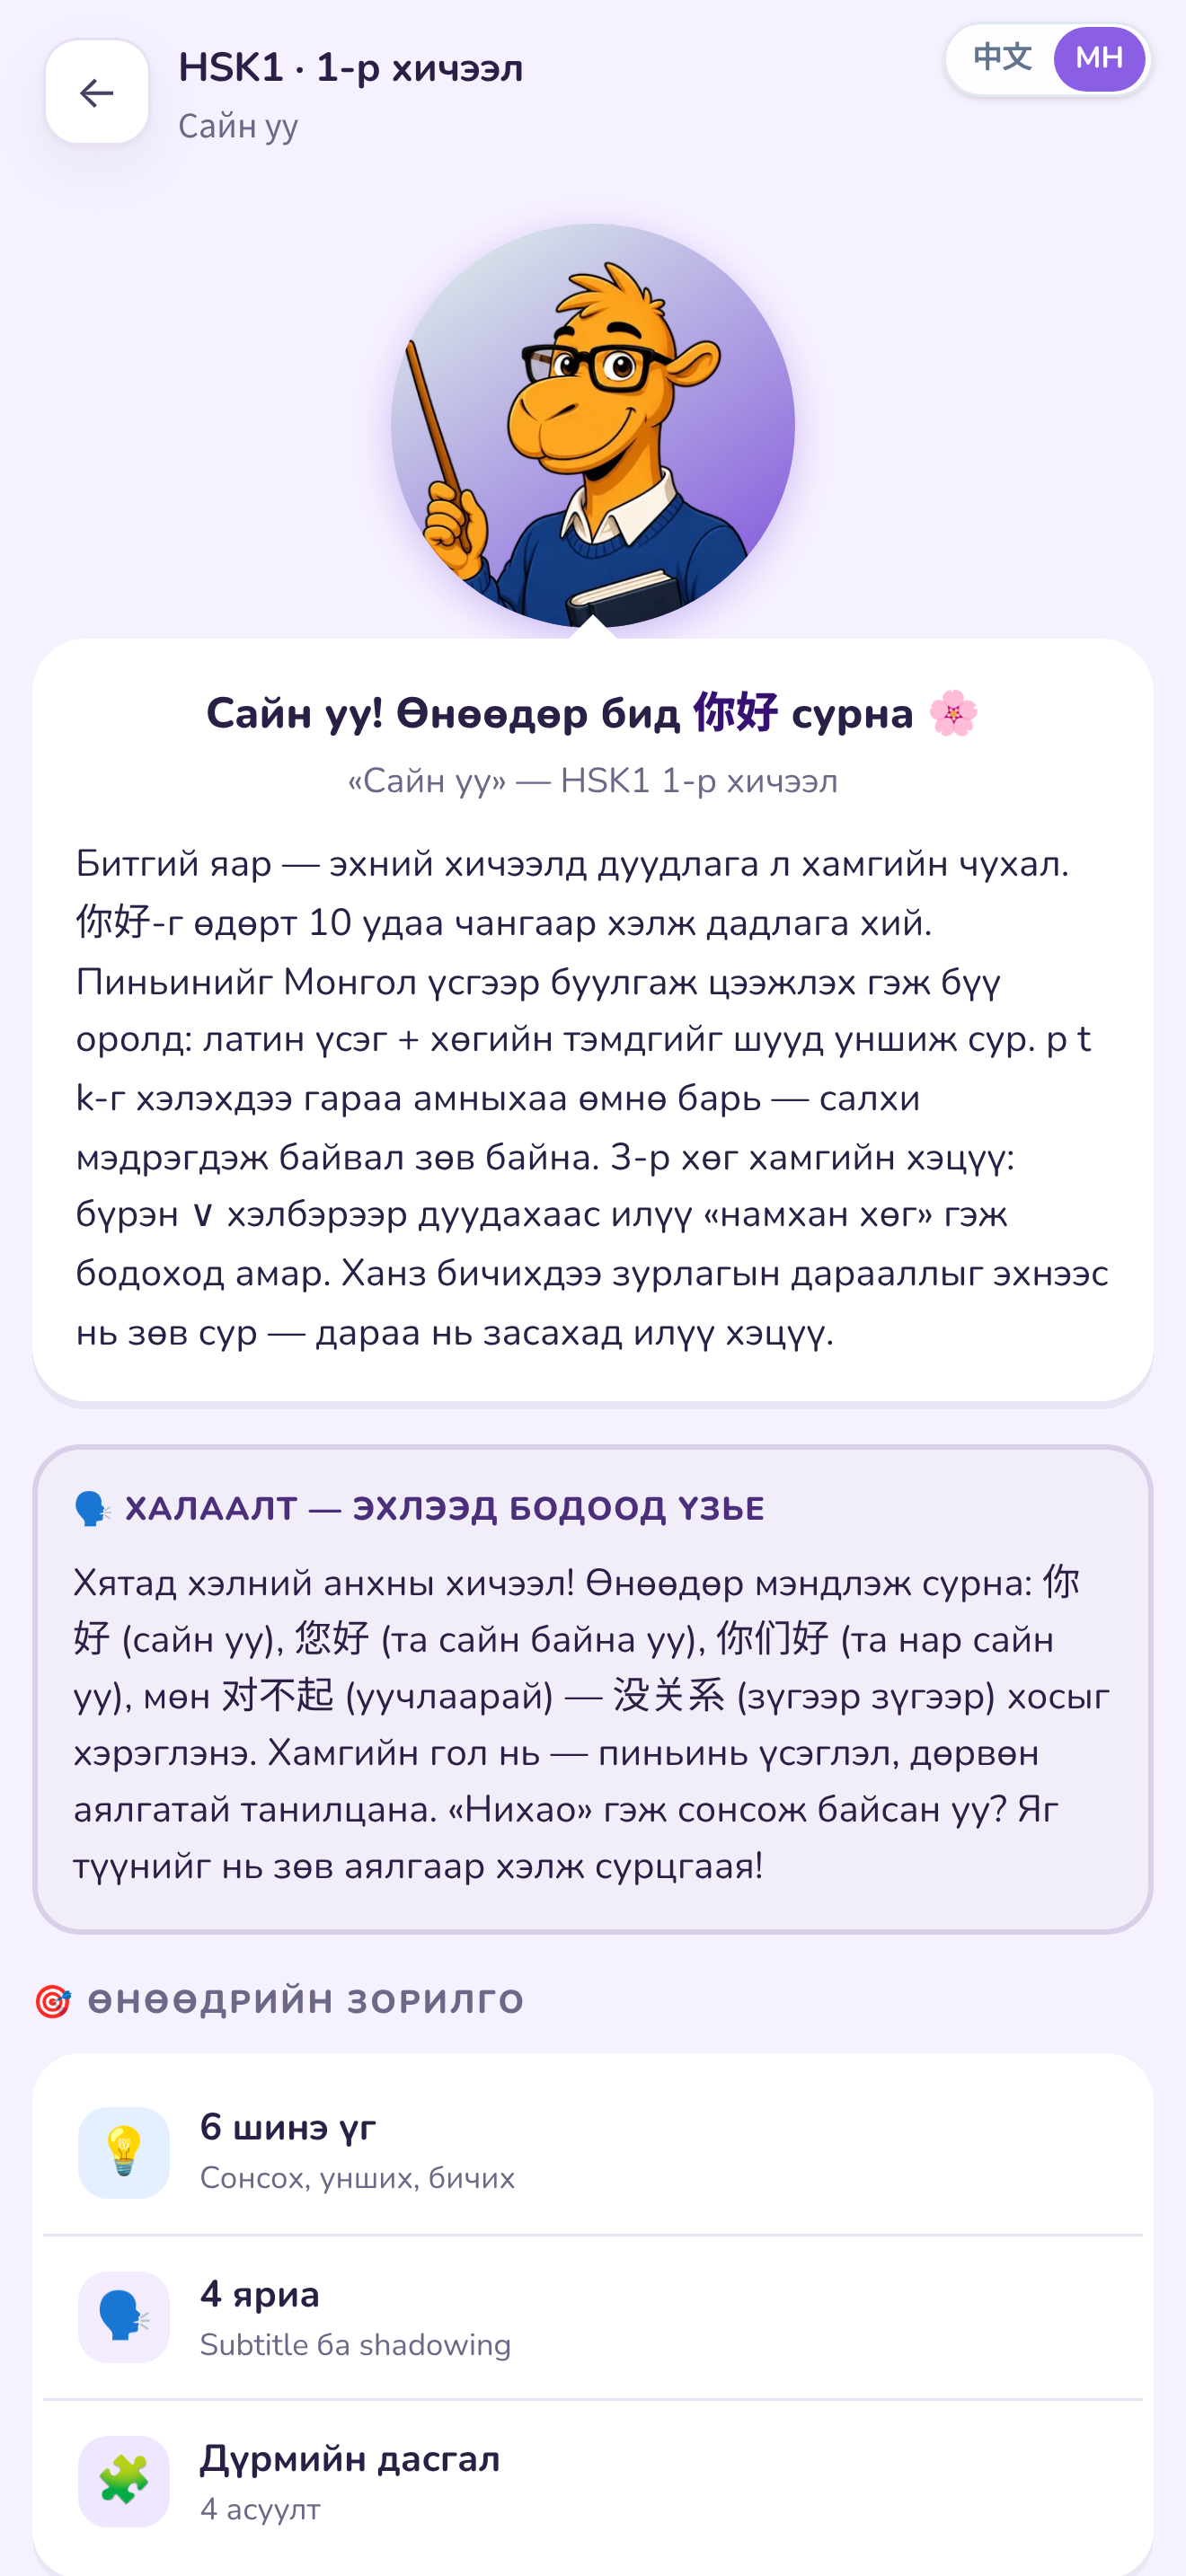 HSK1 · 1-р хичээл
Сайн уу
中文 МН
Сайн уу! Өнөөдөр бид 你好 сурна 🌸
«Сайн уу» — HSK1 1-р хичээл
Битгий яар — эхний хичээлд дуудлага л хамгийн чухал.
你好-г өдөрт 10 удаа чангаар хэлж дадлага хий.
Пиньинийг Монгол үсгээр буулгаж цээжлэх гэж бүү
оролд: латин үсэг + хөгийн тэмдгийг шууд уншиж сур. p t
k-г хэлэхдээ гараа амныхаа өмнө барь — салхи
мэдрэгдэж байвал зөв байна. 3-р хөг хамгийн хэцүү:
бүрэн ∨ хэлбэрээр дуудахаас илүү «намхан хөг» гэж
бодоход амар. Ханз бичихдээ зурлагын дарааллыг эхнээс
нь зөв сур — дараа нь засахад илүү хэцүү.
🗣️ ХАЛААЛТ — ЭХЛЭЭД БОДООД ҮЗЬЕ
Хятад хэлний анхны хичээл! Өнөөдөр мэндлэж сурна: 你
好 (сайн уу), 您好 (та сайн байна уу), 你们好 (та нар сайн
уу), мөн 对不起 (уучлаарай) — 没关系 (зүгээр зүгээр) хосыг
хэрэглэнэ. Хамгийн гол нь — пиньинь үсэглэл, дөрвөн
аялгатай танилцана. «Нихао» гэж сонсож байсан уу? Яг
түүнийг нь зөв аялгаар хэлж сурцгаая!
🎯 ӨНӨӨДРИЙН ЗОРИЛГО
6 шинэ үг
Сонсох, унших, бичих
4 яриа
Subtitle ба shadowing
Дүрмийн дасгал
4 асуулт